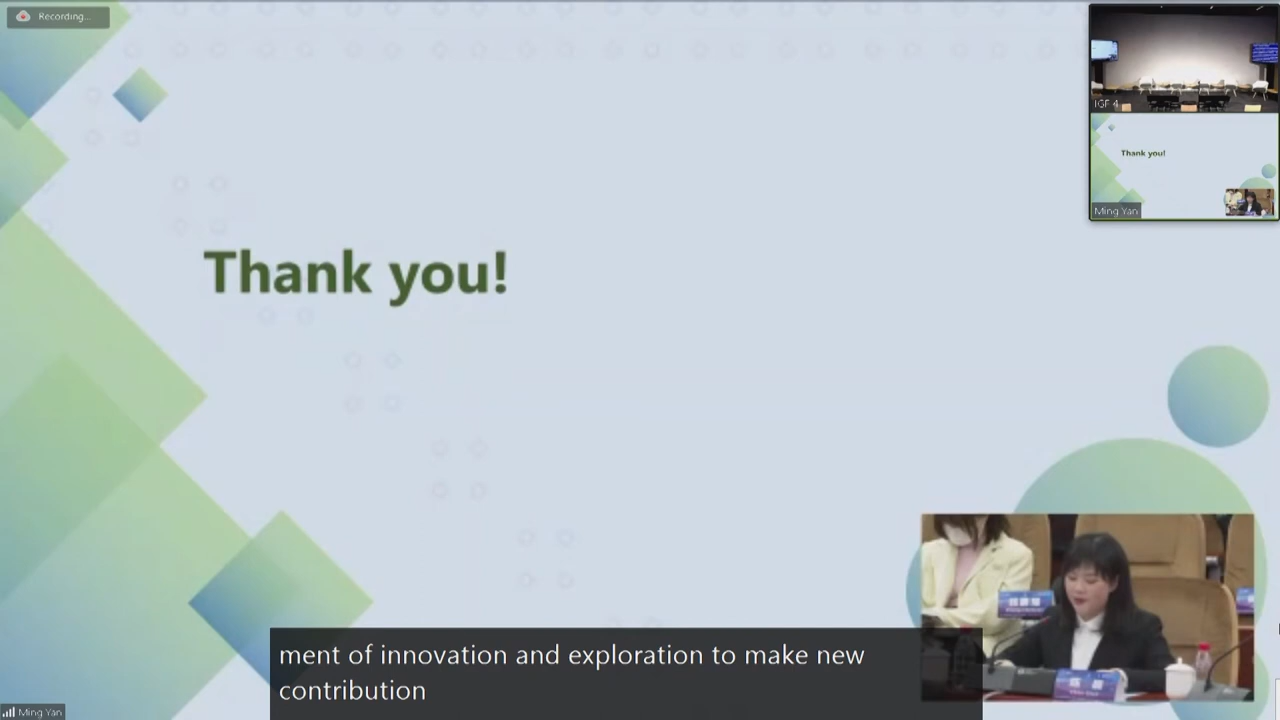 Recording...
IGF 4
Thank you!
Ming Yan
Thank you!
ment of innovation and exploration to make new
contribution
Ming Yan